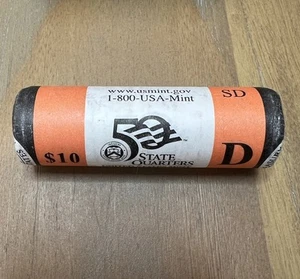 www.usmint.gov
1-800-USA-Mint
SD
$10
50
STATE
QUARTERS
D